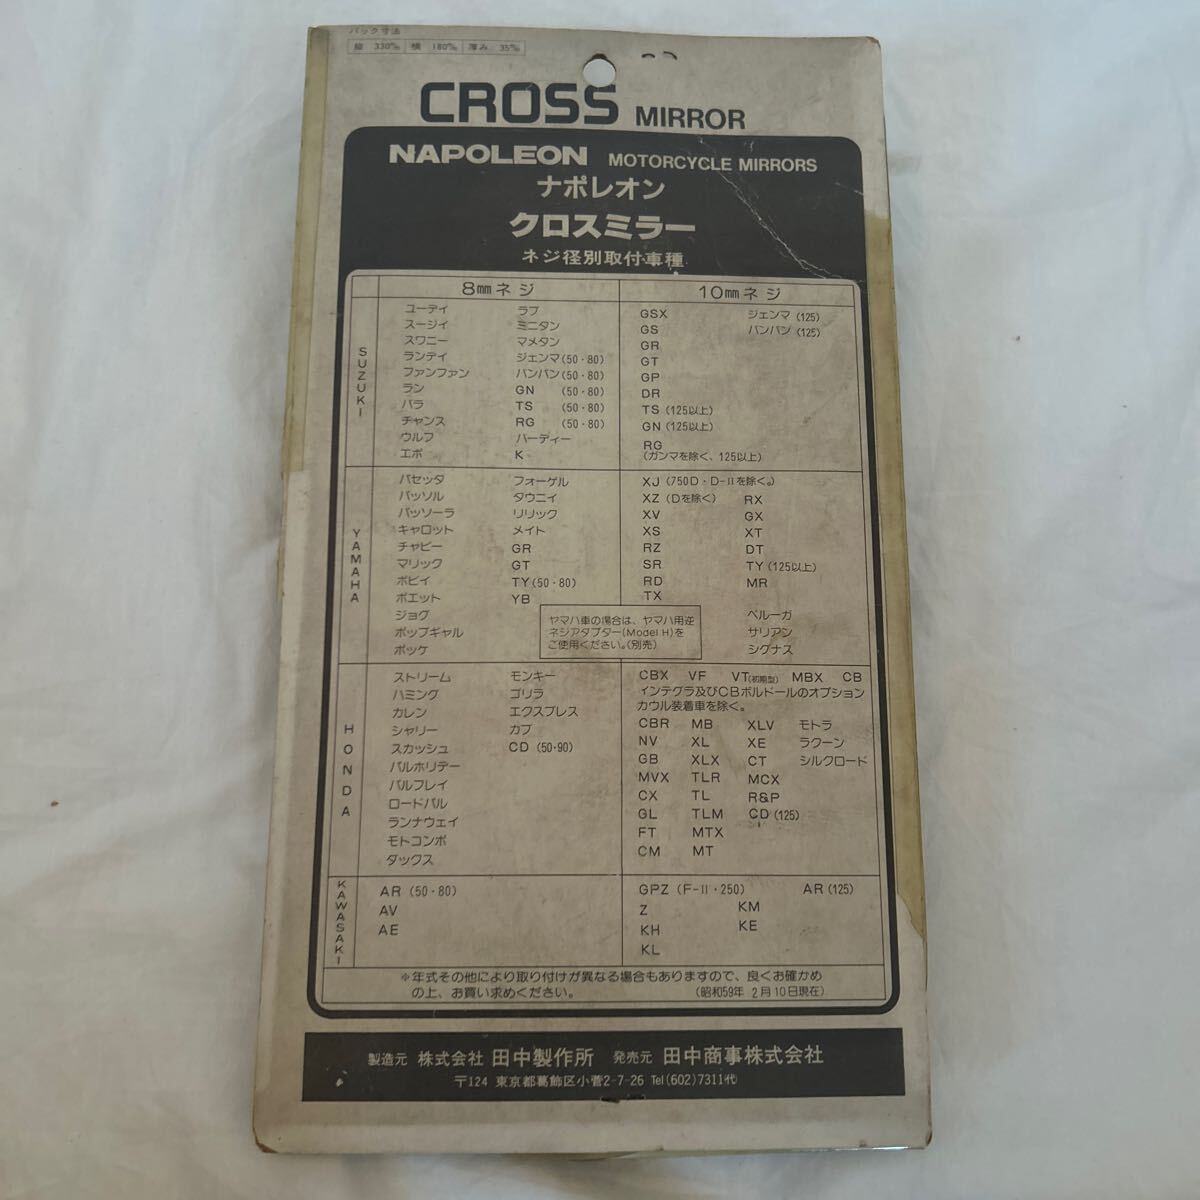 パック寸法
縦 330% 横 180% 厚み 35%
CROSS MIRROR
NAPOLEON MOTORCYCLE MIRRORS
ナポレオン
クロスミラー
ネジ径別取付車種
8mmネジ
10mmネジ
SUZUKI
ユーディ ラブ
スージィ ミニタン
スワニー マメタン
ランディ ジェンマ(50・80)
ファンファン バンバン(50・80)
ラン GN (50・80)
パラ TS (50・80)
チャンス RG (50・80)
ウルフ バーディー
エポ K
GSX ジェンマ(125)
GS バンバン(125)
GR
GT
GP
DR
TS (125以上)
GN (125以上)
RG
(ガンマを除く、125以上)
YAMAHA
パセッタ フォーゲル
パッソル タウニィ
パッソーラ リリック
キャロット メイト
チャピー GR
マリック GT
ボビイ TY(50・80)
ポエット YB
ジョグ
ポップギャル
ポッケ
XJ (750D・D-IIを除く。)
XZ (Dを除く) RX
XV GX
XS XT
RZ DT
SR TY (125以上)
RD MR
TX
ベルーガ
サリアン
シグナス
ヤマハ車の場合は、ヤマハ用逆
ネジアダプター(Model H)を
ご使用ください。(別売)
HONDA
ストリーム モンキー
ハミング ゴリラ
カレン エクスプレス
シャリー カブ
スカッシュ CD (50・90)
パルホリデー
パルフレイ
ロードパル
ランナウェイ
モトコンポ
ダックス
CBX VF VT(初期型) MBX CB
インテグラ及びCBボルドールのオプション
カウル装着車を除く。
CBR MB XLV モトラ
NV XL XE ラクーン
GB XLX CT シルクロード
MVX TLR MCX
CX TL R&P
GL TLM CD (125)
FT MTX
CM MT
KAWASAKI
AR (50・80)
AV
AE
GPZ (F-II・250) AR (125)
Z KM
KH KE
KL
※年式その他により取り付けが異なる場合もありますので、良くお確かめ
の上、お買い求めください。 (昭和59年 2月10日現在)
製造元 株式会社 田中製作所 発売元 田中商事株式会社
〒124 東京都葛飾区小菅2-7-26 Tel(602)7311代